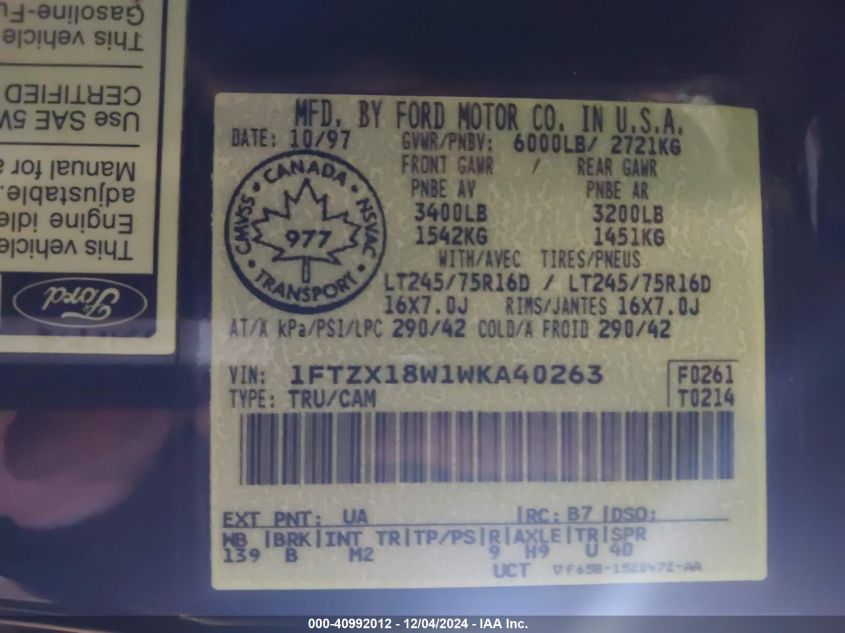 Gasoline-Fu
This vehicle
CERTIFIED
Use SAE 5W
Manual for a
adjustable.
Engine idle
This vehicle
Ford
MFD. BY FORD MOTOR CO. IN U.S.A.
DATE: 10/97 GVWR/PNBV: 6000LB/ 2721KG
FRONT GAWR / REAR GAWR
PNBE AV PNBE AR
3400LB 3200LB
1542KG 1451KG
WITH/AVEC TIRES/PNEUS
LT245/75R16D / LT245/75R16D
16X7.0J RIMS/JANTES 16X7.0J
AT/A kPa/PSI/LPC 290/42 COLD/A FROID 290/42
CMVSS • CANADA • NSVAC
977
• TRANSPORT •
VIN: 1FTZX18W1WKA40263 F0261
TYPE: TRU/CAM T0214
EXT PNT: UA |RC: B7 |DSO:
WB |BRK|INT TR|TP/PS|R|AXLE|TR|SPR
139 B M2 9 H9 U 4D
UCT
000-40992012 - 12/04/2024 - IAA Inc.